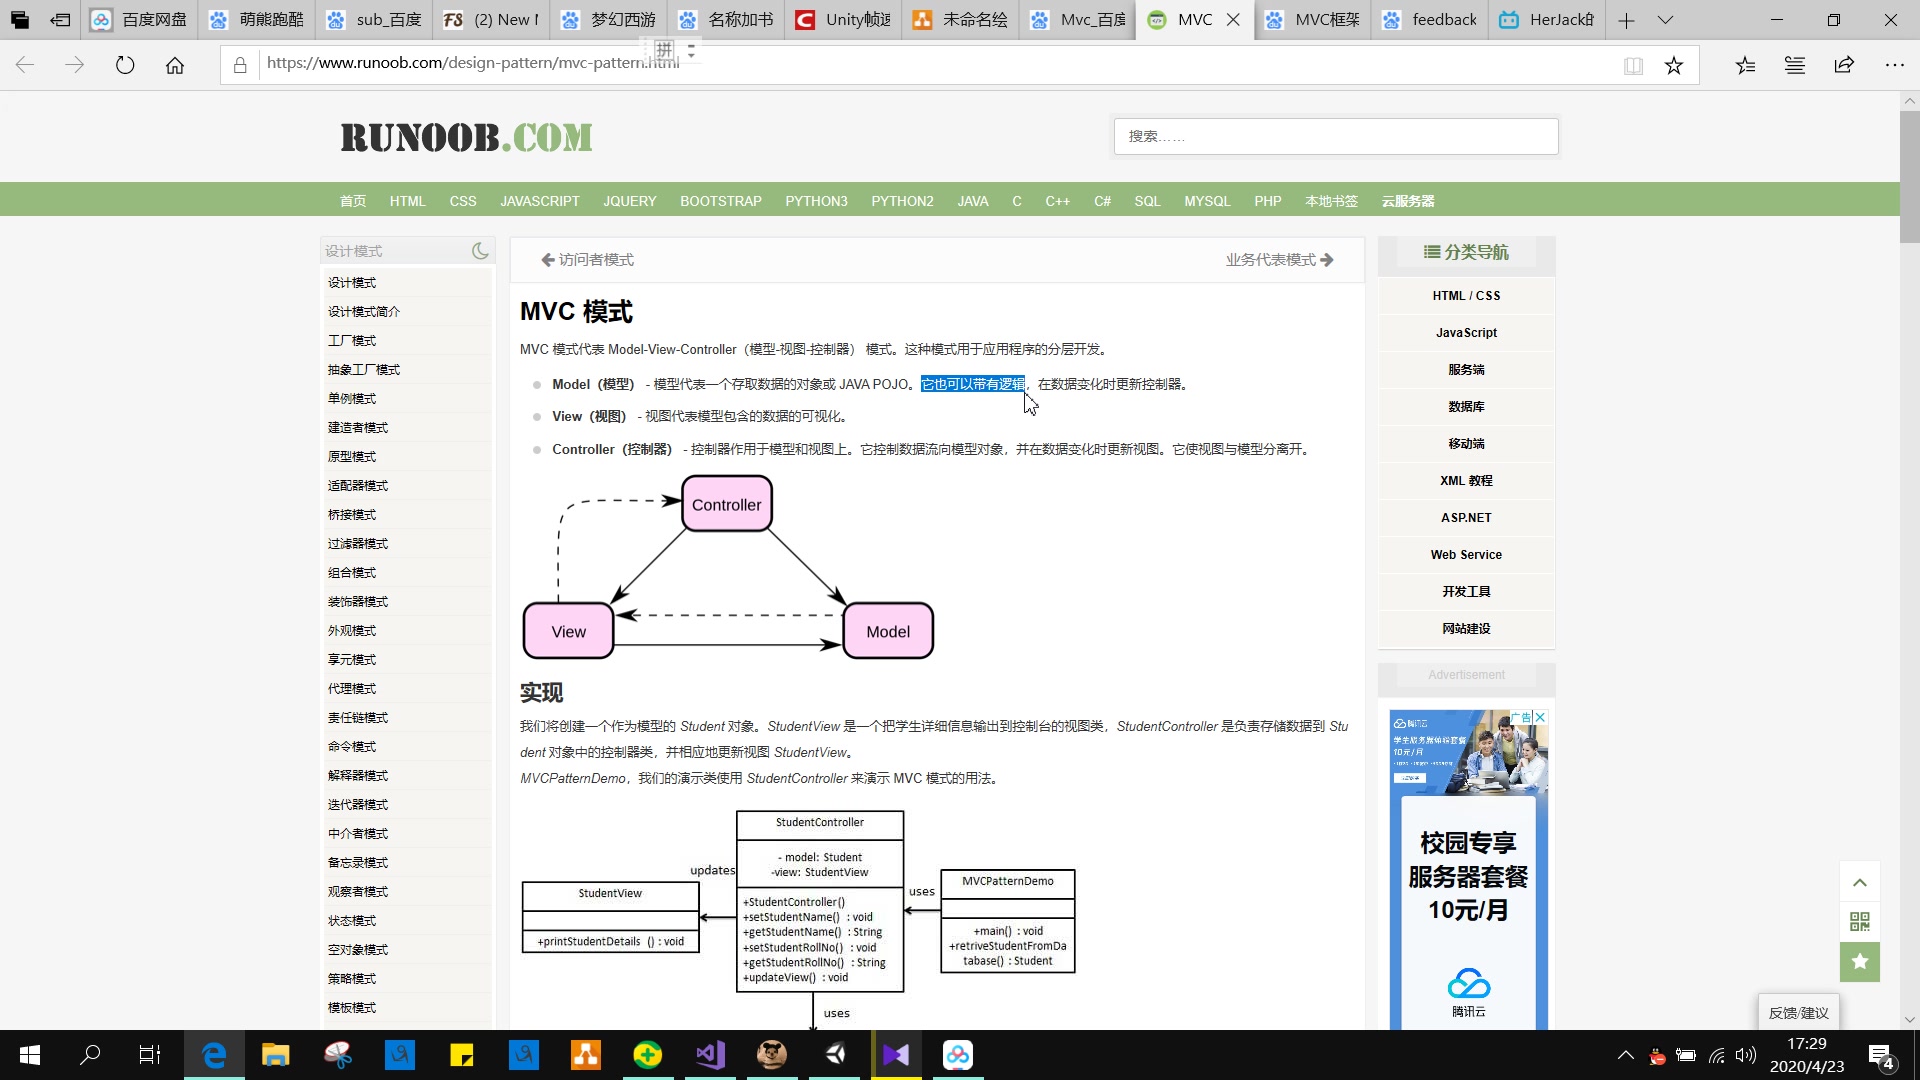 百度网盘
萌熊跑酷
sub_百度
(2) New
梦幻西游
名称加书
Unity帧速
未命名绘
Mvc_百度
MVC
MVC框架
feedback
HerJack的
https://www.runoob.com/design-pattern/mvc-pattern.html
拼
RUNOOB.COM
搜索......
首页 HTML CSS JAVASCRIPT JQUERY BOOTSTRAP PYTHON3 PYTHON2 JAVA C C++ C# SQL MYSQL PHP 本地书签 云服务器
设计模式
设计模式
设计模式简介
工厂模式
抽象工厂模式
单例模式
建造者模式
原型模式
适配器模式
桥接模式
过滤器模式
组合模式
装饰器模式
外观模式
享元模式
代理模式
责任链模式
命令模式
解释器模式
迭代器模式
中介者模式
备忘录模式
观察者模式
状态模式
空对象模式
策略模式
模板模式
访问者模式
业务代表模式
MVC 模式
MVC 模式代表 Model-View-Controller（模型-视图-控制器） 模式。这种模式用于应用程序的分层开发。
Model（模型） - 模型代表一个存取数据的对象或 JAVA POJO。它也可以带有逻辑，在数据变化时更新控制器。
View（视图） - 视图代表模型包含的数据的可视化。
Controller（控制器） - 控制器作用于模型和视图上。它控制数据流向模型对象，并在数据变化时更新视图。它使视图与模型分离开。
Controller
View
Model
实现
我们将创建一个作为模型的 Student 对象。StudentView 是一个把学生详细信息输出到控制台的视图类，StudentController 是负责存储数据到 Stu
dent 对象中的控制器类，并相应地更新视图 StudentView。
MVCPatternDemo，我们的演示类使用 StudentController 来演示 MVC 模式的用法。
StudentController
- model: Student
-view: StudentView
+StudentController()
+setStudentName() : void
+getStudentName() : String
+setStudentRollNo() : void
+getStudentRollNo() : String
+updateView() : void
updates
StudentView
+printStudentDetails () : void
uses
MVCPatternDemo
+main() : void
+retriveStudentFromDa
tabase() : Student
uses
分类导航
HTML / CSS
JavaScript
服务端
数据库
移动端
XML 教程
ASP.NET
Web Service
开发工具
网站建设
Advertisement
腾讯云
广告
10元/月
校园专享
服务器套餐
10元/月
腾讯云
反馈/建议
17:29
2020/4/23
4